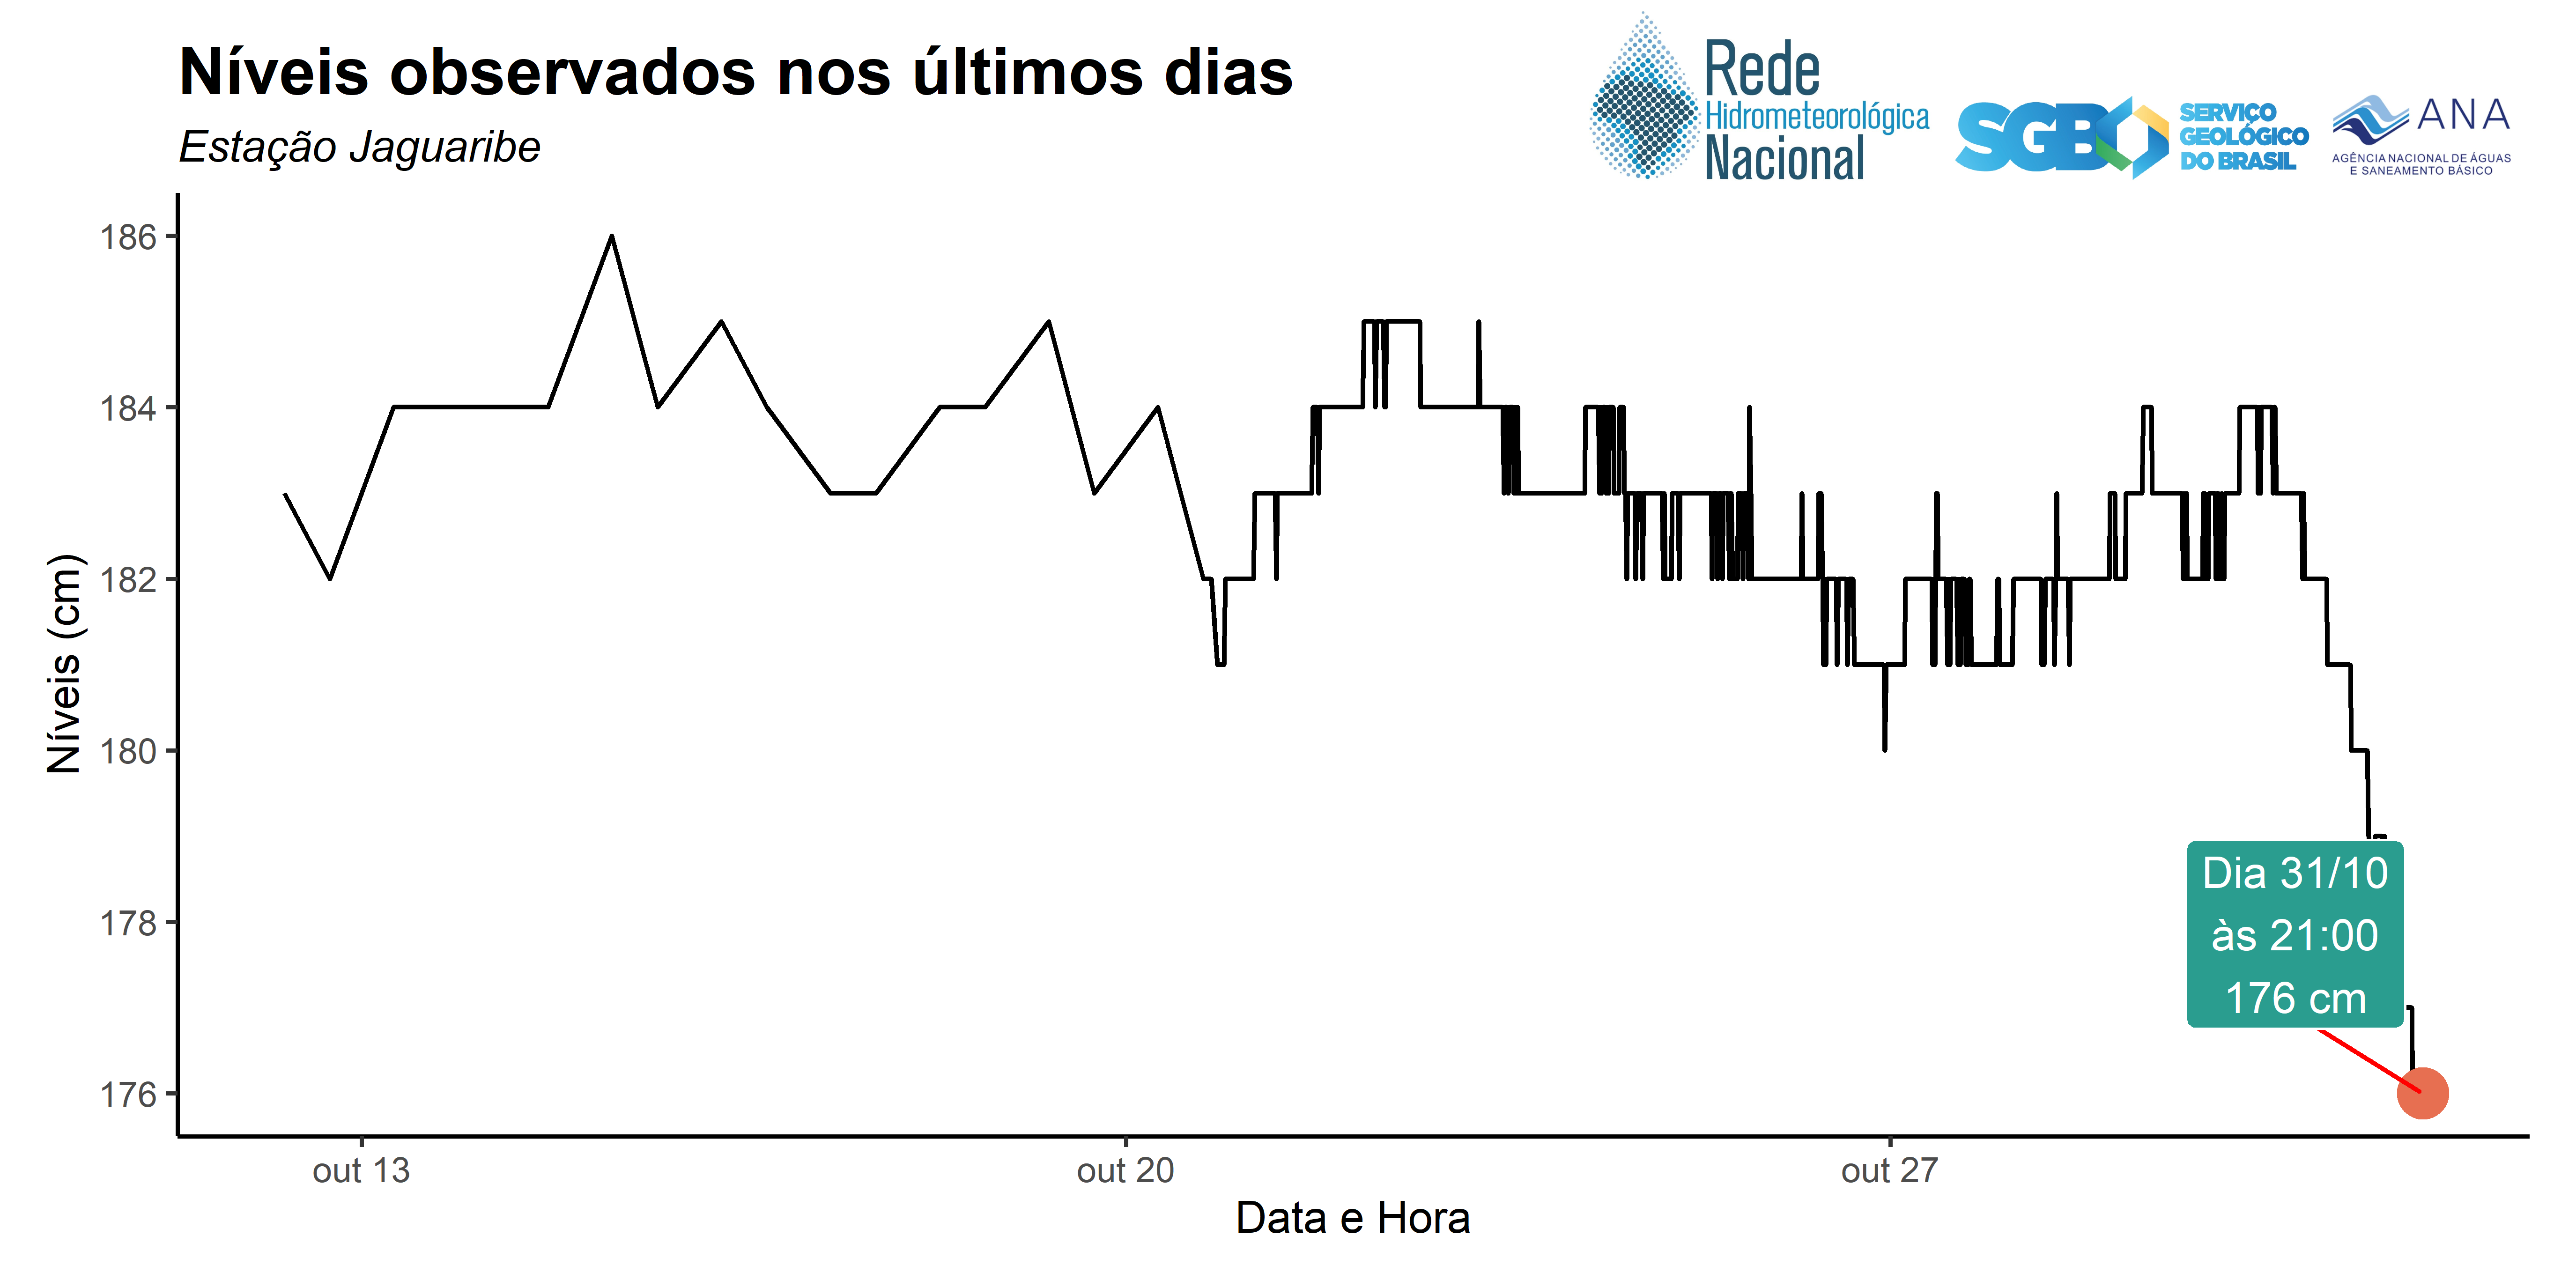 Níveis observados nos últimos dias
Estação Jaguaribe
Rede
Hidrometeorológica
Nacional
SGB
SERVIÇO
GEOLÓGICO
DO BRASIL
ANA
AGÊNCIA NACIONAL DE ÁGUAS
E SANEAMENTO BÁSICO
Níveis (cm)
186
184
182
180
178
176
Dia 31/10
às 21:00
176 cm
out 13
out 20
out 27
Data e Hora